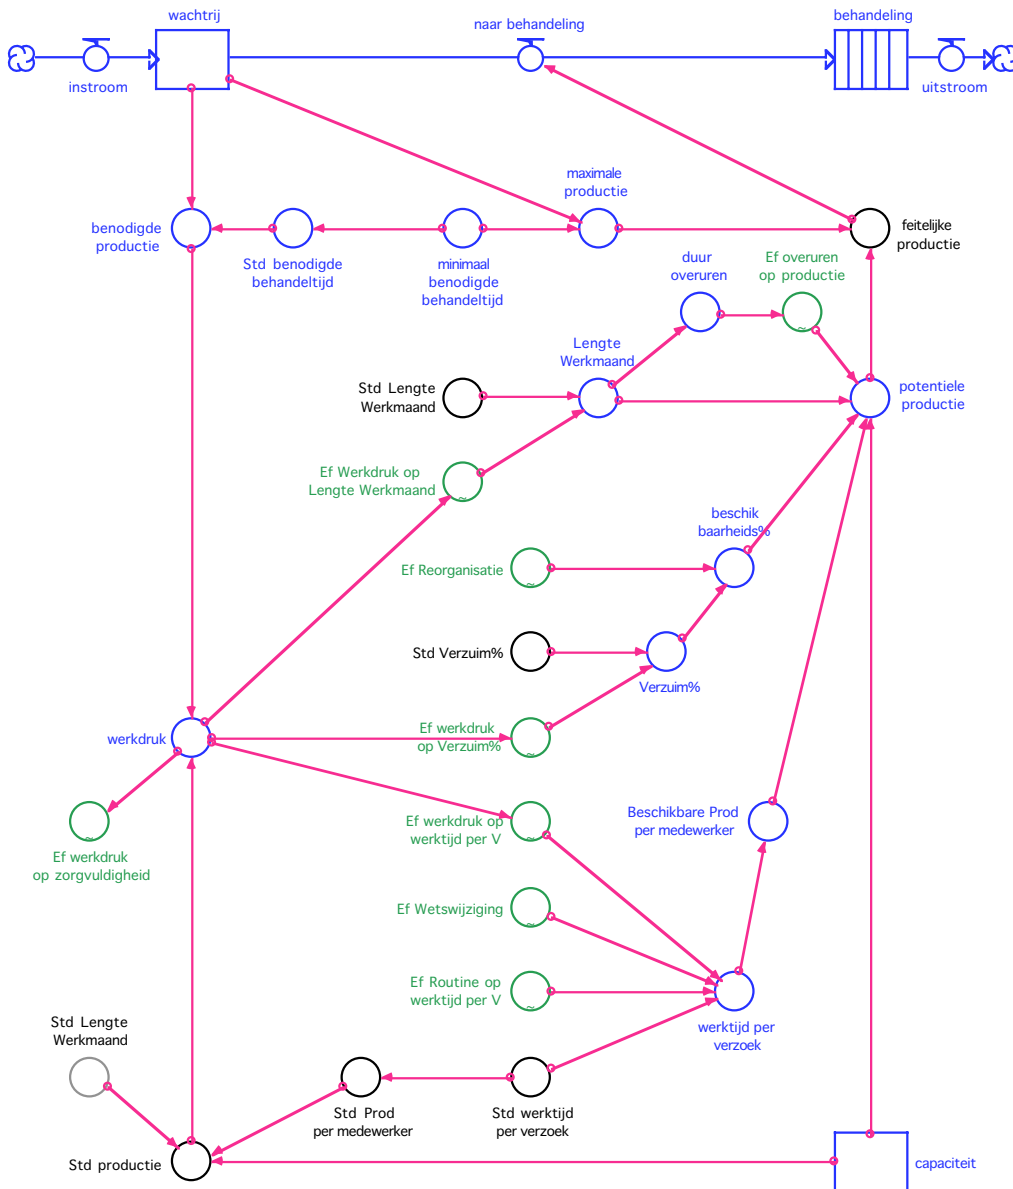 wachtrij
naar behandeling
behandeling
instroom
uitstroom
maximale
productie
benodigde
productie
feitelijke
productie
Std benodigde
behandeltijd
minimaal
benodigde
behandeltijd
duur
overuren
Ef overuren
op productie
Lengte
Werkmaand
Std Lengte
Werkmaand
potentiele
productie
Ef Werkdruk op
Lengte Werkmaand
beschik
baarheids%
Ef Reorganisatie
Std Verzuim%
Verzuim%
werkdruk
Ef werkdruk
op Verzuim%
Ef werkdruk op
werktijd per V
Beschikbare Prod
per medewerker
Ef werkdruk
op zorgvuldigheid
Ef Wetswijziging
Ef Routine op
werktijd per V
werktijd per
verzoek
Std Lengte
Werkmaand
Std Prod
per medewerker
Std werktijd
per verzoek
Std productie
capaciteit